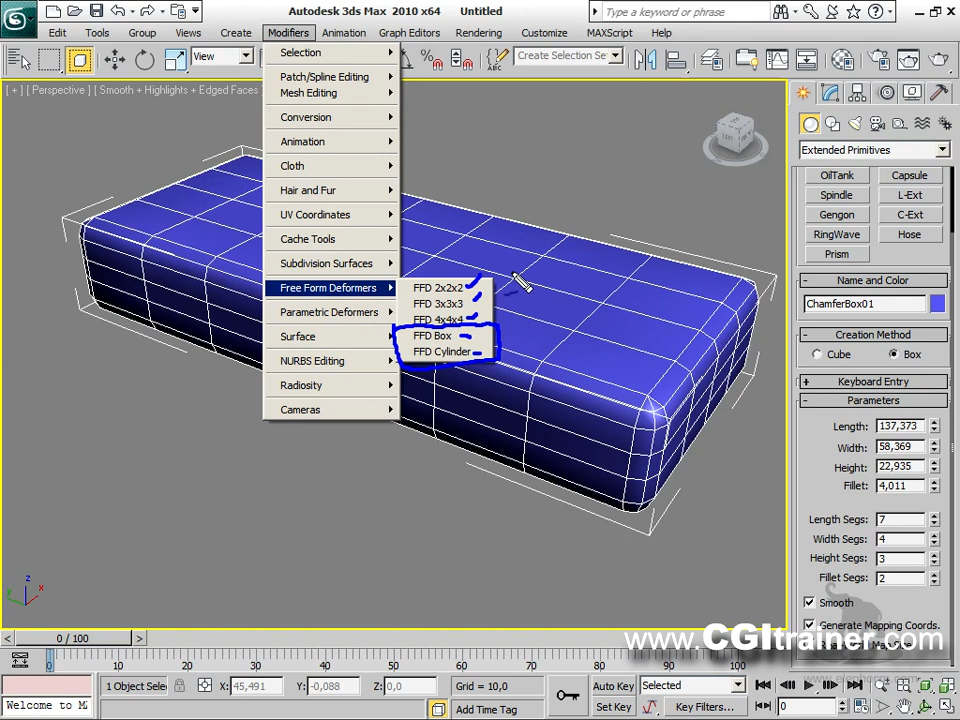 Autodesk 3ds Max 2010 x64 Untitled
Type a keyword or phrase
Edit Tools Group Views Create Modifiers Animation Graph Editors Rendering Customize MAXScript Help
View
Create Selection Se
[ + ] [ Perspective ] [ Smooth + Highlights + Edged Faces
Selection
Patch/Spline Editing
Mesh Editing
Conversion
Animation
Cloth
Hair and Fur
UV Coordinates
Cache Tools
Subdivision Surfaces
Free Form Deformers
Parametric Deformers
Surface
NURBS Editing
Radiosity
Cameras
FFD 2x2x2
FFD 3x3x3
FFD 4x4x4
FFD Box
FFD Cylinder
Extended Primitives
OilTank Capsule
Spindle L-Ext
Gengon C-Ext
RingWave Hose
Prism
- Name and Color
ChamferBox01
- Creation Method
Cube Box
+ Keyboard Entry
- Parameters
Length: 137,373
Width: 58,369
Height: 22,935
Fillet: 4,011
Length Segs: 7
Width Segs: 4
Height Segs: 3
Fillet Segs: 2
Smooth
Generate Mapping Coords.
www.CGItrainer.com
z
x
y
< 0 / 100 >
0 10 20 30 40 50 60 70 80 90 100
1 Object Selec
X: 45,491 Y: -0,088 Z: 0,0
Grid = 10,0
Auto Key Selected
Welcome to M
Add Time Tag
Set Key Key Filters...
0